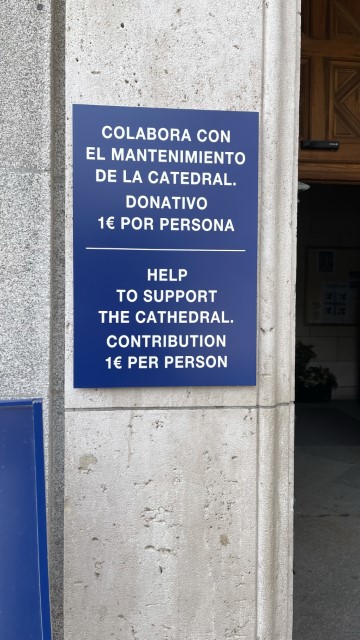 COLABORA CON
EL MANTENIMIENTO
DE LA CATEDRAL.
DONATIVO
1€ POR PERSONA
HELP
TO SUPPORT
THE CATHEDRAL.
CONTRIBUTION
1€ PER PERSON